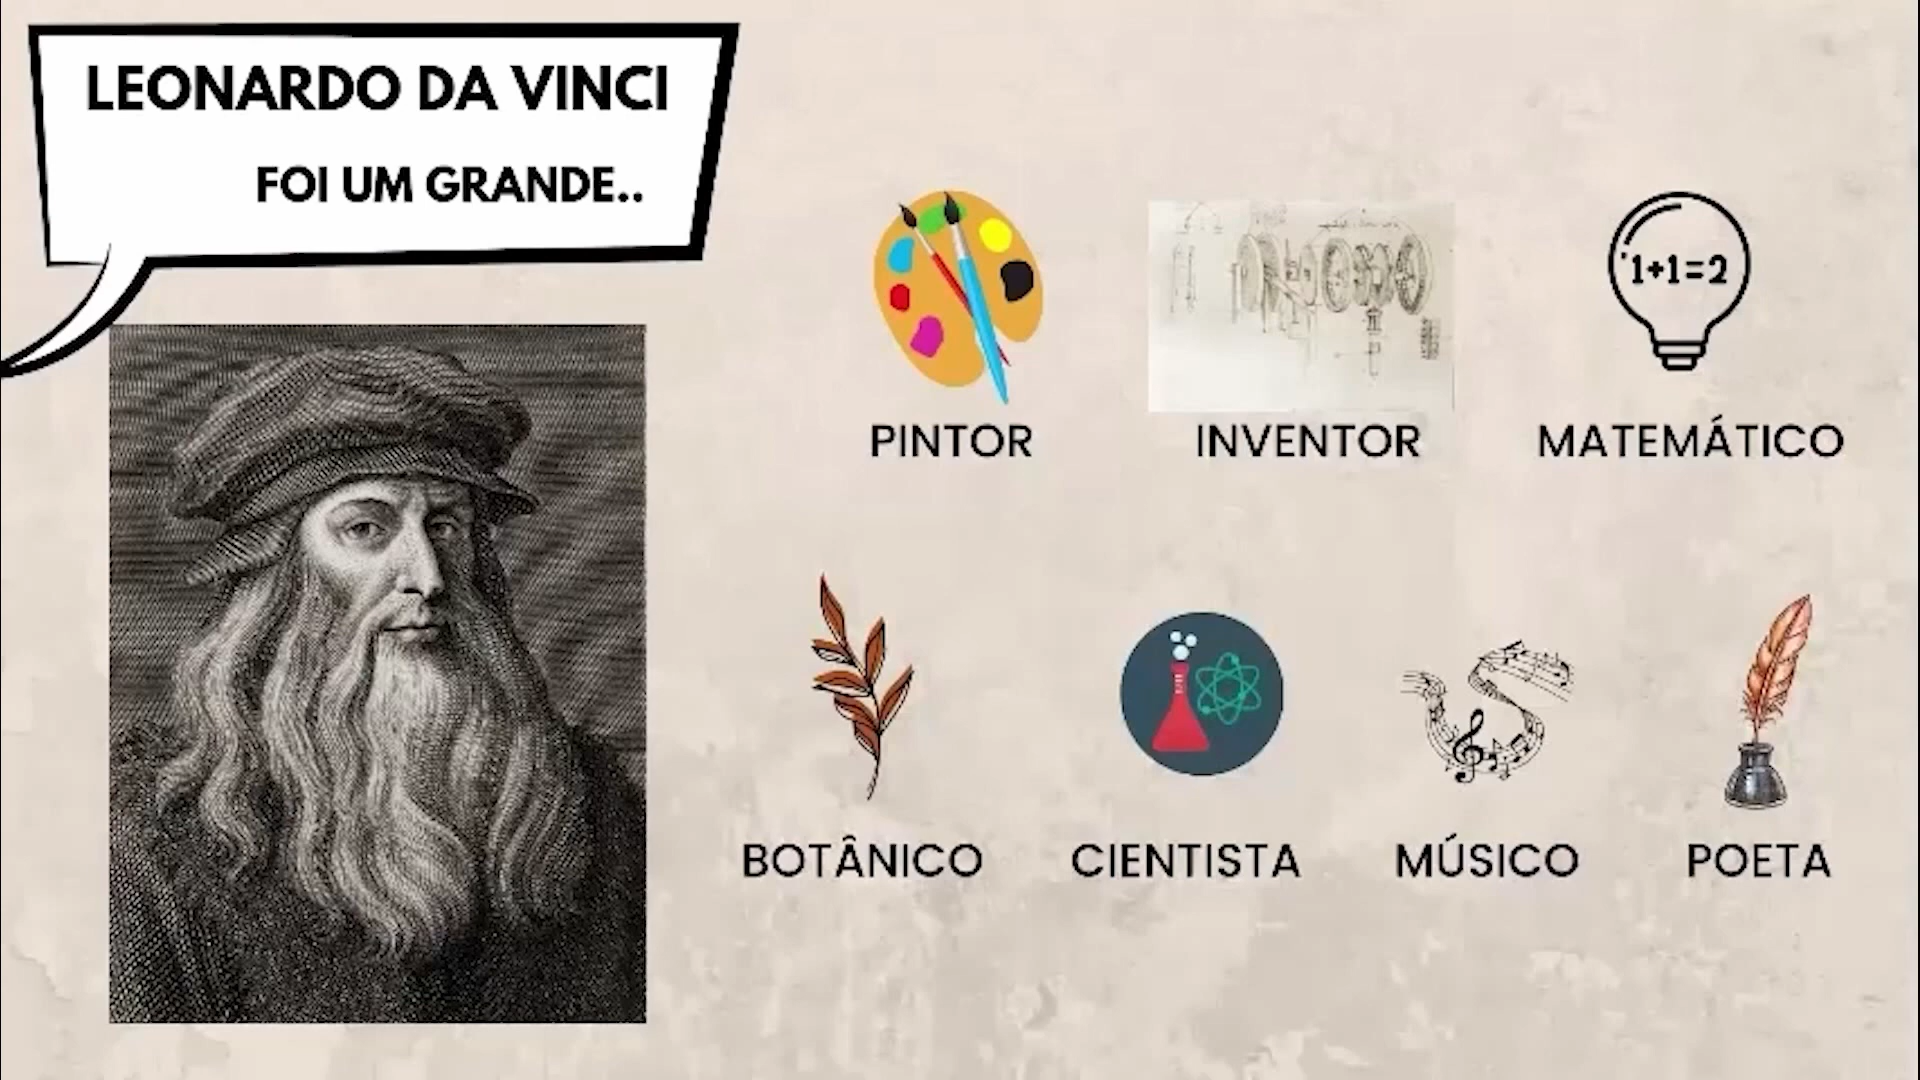 LEONARDO DA VINCI
FOI UM GRANDE..
1+1=2
PINTOR
INVENTOR
MATEMÁTICO
BOTÂNICO
CIENTISTA
MÚSICO
POETA